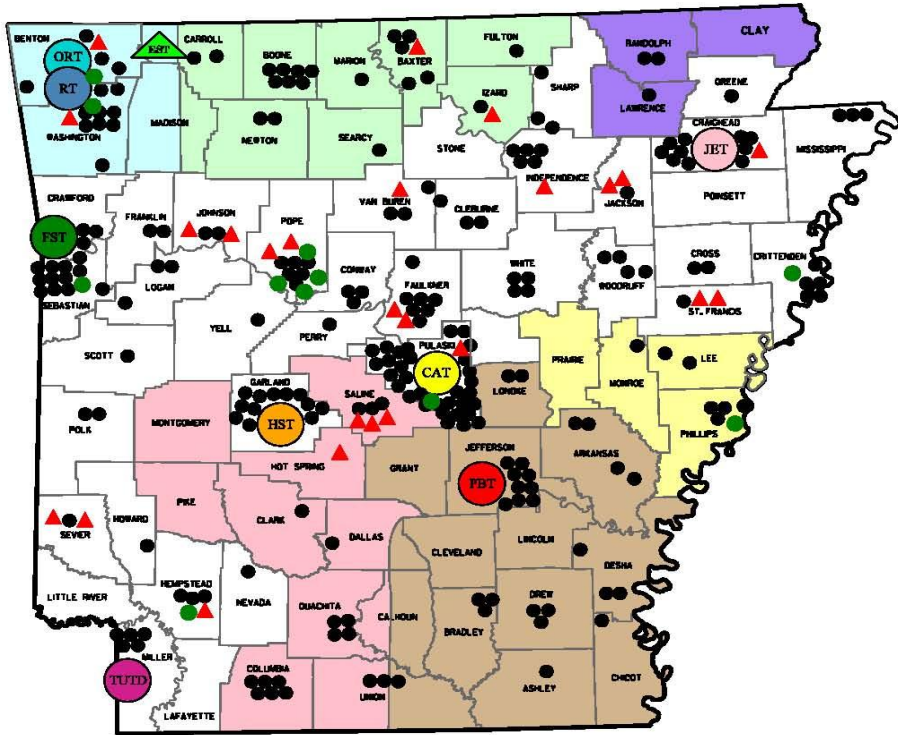 BENTON
ORT
RT
EST
CARROLL
BOONE
MARION
BAXTER
FULTON
RANDOLPH
CLAY
IZARD
SHARP
LAWRENCE
GREENE
WASHINGTON
MADISON
NEWTON
SEARCY
STONE
INDEPENDENCE
CRAIGHEAD
JET
MISSISSIPPI
CRAWFORD
FRANKLIN
JOHNSON
POPE
VAN BUREN
CLEBURNE
JACKSON
POINSETT
FST
SEBASTIAN
LOGAN
CONWAY
FAULKNER
WHITE
WOODRUFF
CROSS
CRITTENDEN
ST. FRANCIS
SCOTT
YELL
PERRY
PULASKI
CAT
PRAIRIE
LEE
MONROE
PHILLIPS
POLK
MONTGOMERY
GARLAND
HST
SALINE
LONOKE
HOT SPRING
GRANT
JEFFERSON
PBT
ARKANSAS
SEVIER
HOWARD
PIKE
CLARK
DALLAS
CLEVELAND
LINCOLN
DESHA
LITTLE RIVER
HEMPSTEAD
NEVADA
OUACHITA
CALHOUN
BRADLEY
DREW
MILLER
TUTD
LAFAYETTE
COLUMBIA
UNION
ASHLEY
CHICOT